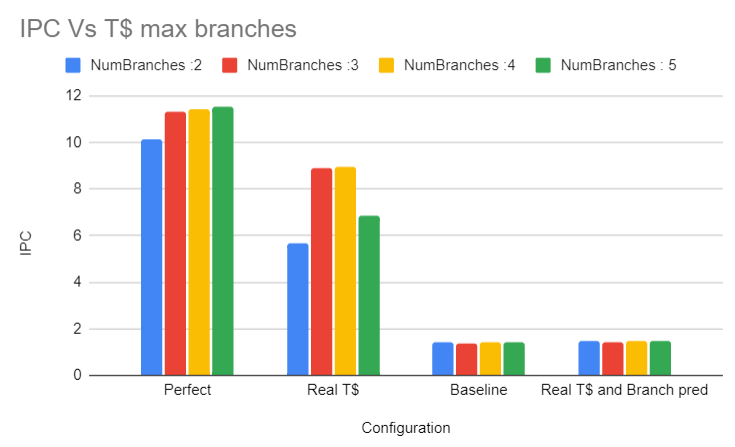 IPC Vs T$ max branches
NumBranches :2 NumBranches :3 NumBranches :4 NumBranches : 5
12
10
8
6
4
2
0
IPC
Perfect Real T$ Baseline Real T$ and Branch pred
Configuration